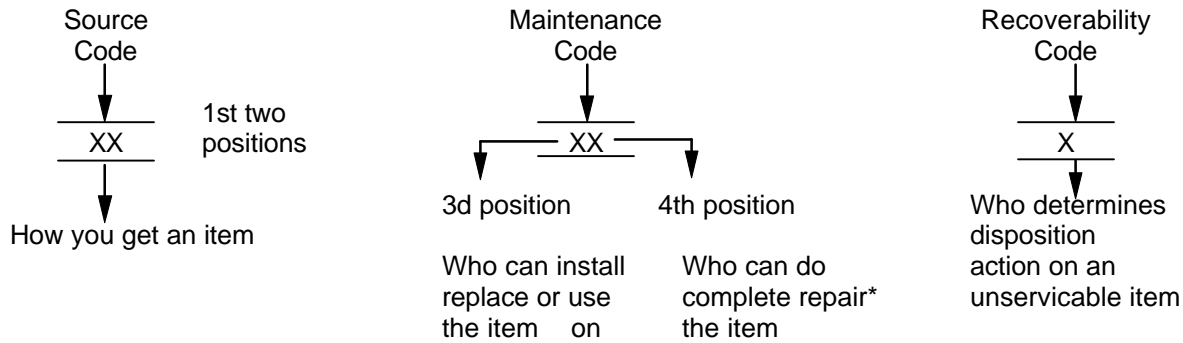 Source
Code
XX
1st two
positions
How you get an item
Maintenance
Code
XX
3d position
4th position
Who can install
replace or use
the item on
Who can do
complete repair*
the item
Recoverability
Code
X
Who determines
disposition
action on an
unservicable item